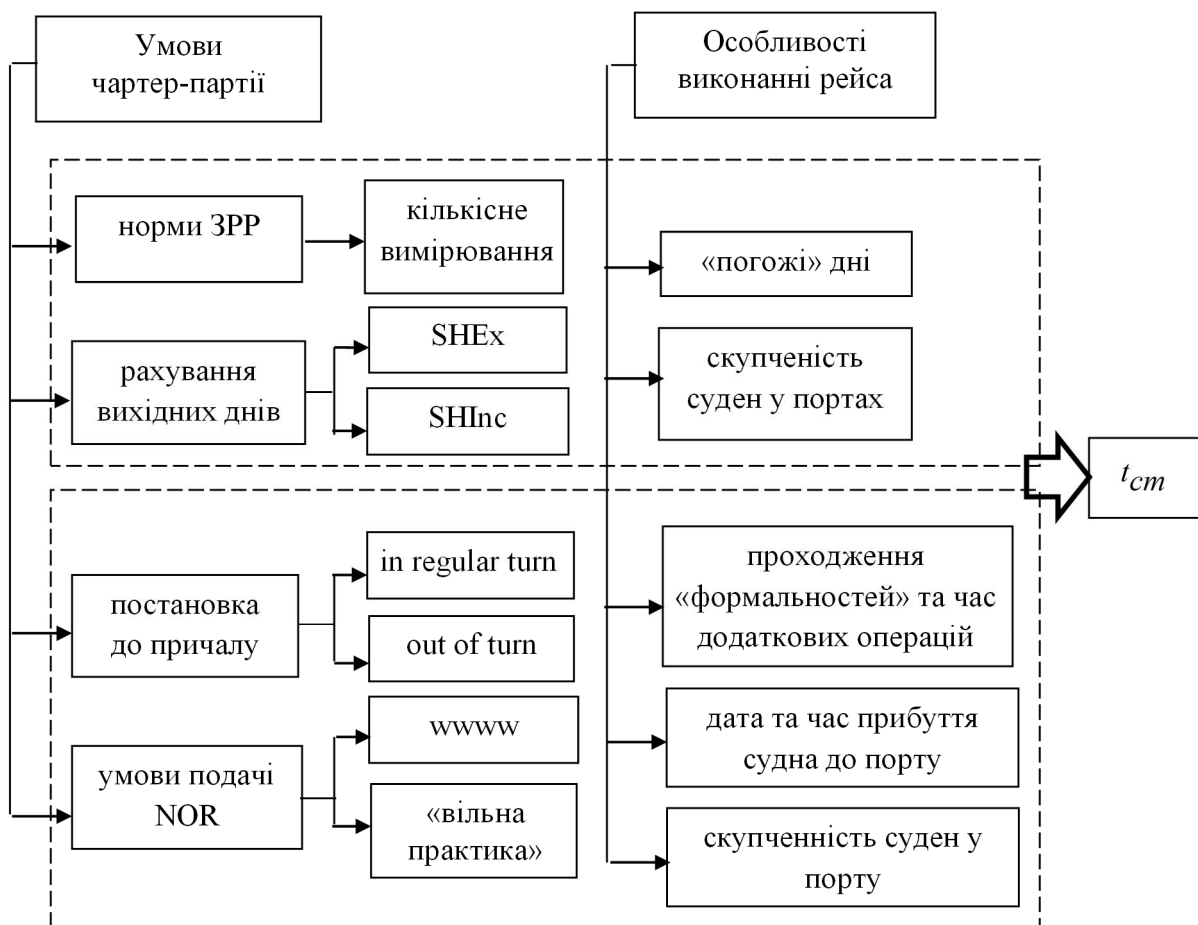 Умови
чартер-партії
Особливості
виконанні рейса
норми ЗРР
кількісне
вимірювання
«погожі» дні
рахування
вихідних днів
SHEx
SHInc
скупченість
суден у портах
t_ст
постановка
до причалу
in regular turn
out of turn
проходження
«формальностей» та час
додаткових операцій
умови подачі
NOR
wwww
«вільна
практика»
дата та час прибуття
судна до порту
скупченність суден у
порту